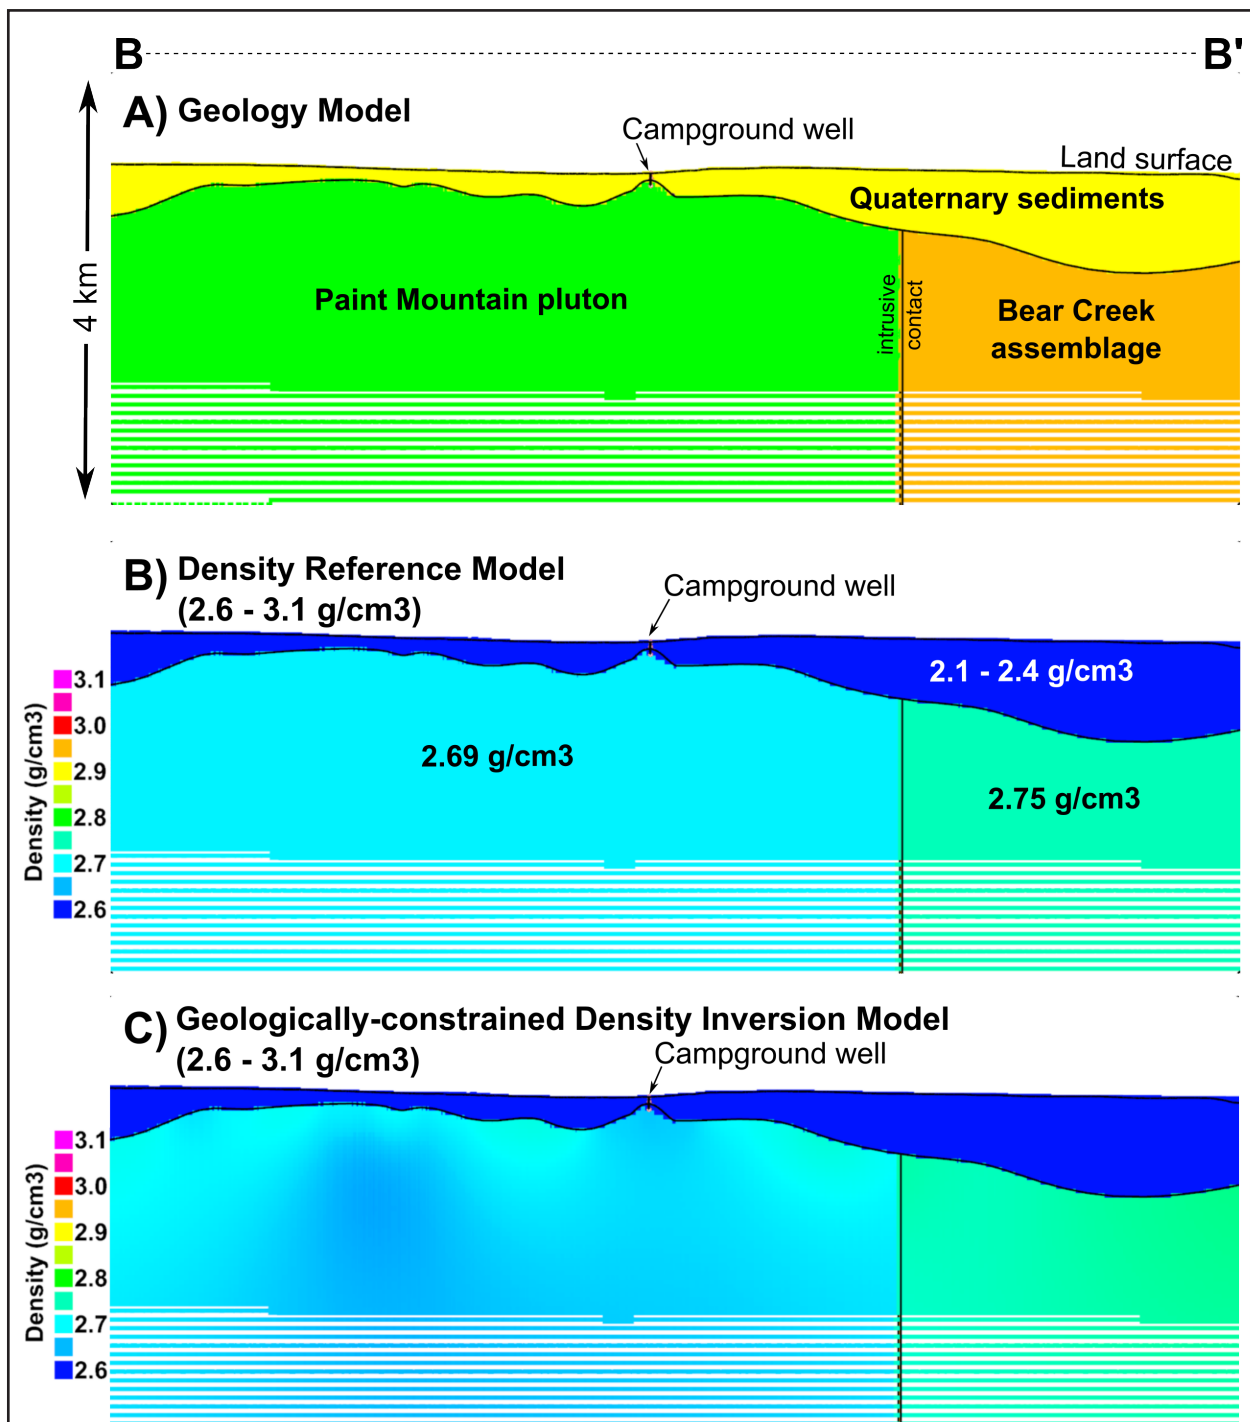 B B'
A) Geology Model
Campground well
Land surface
Quaternary sediments
4 km
Paint Mountain pluton
intrusive
contact
Bear Creek
assemblage
B) Density Reference Model
(2.6 - 3.1 g/cm3)
Campground well
2.1 - 2.4 g/cm3
2.69 g/cm3
2.75 g/cm3
Density (g/cm3)
3.1
3.0
2.9
2.8
2.7
2.6
C) Geologically-constrained Density Inversion Model
(2.6 - 3.1 g/cm3)
Campground well
Density (g/cm3)
3.1
3.0
2.9
2.8
2.7
2.6